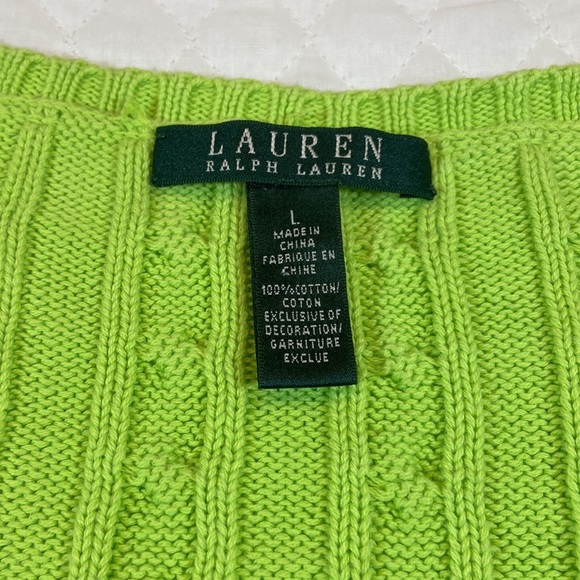 LAUREN
RALPH LAUREN
L
MADE IN
CHINA
FABRIQUE EN
CHINE
100%COTTON/
COTON
EXCLUSIVE OF
DECORATION/
GARNITURE
EXCLUE